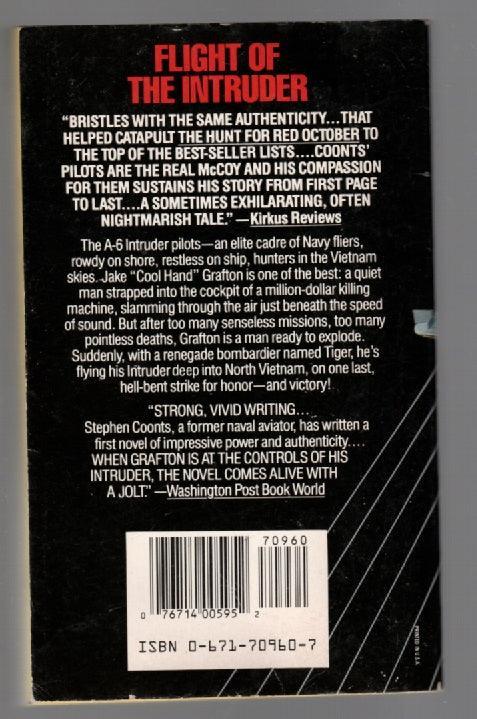 FLIGHT OF
THE INTRUDER
"BRISTLES WITH THE SAME AUTHENTICITY...THAT
HELPED CATAPULT THE HUNT FOR RED OCTOBER TO
THE TOP OF THE BEST-SELLER LISTS....COONTS'
PILOTS ARE THE REAL McCOY AND HIS COMPASSION
FOR THEM SUSTAINS HIS STORY FROM FIRST PAGE
TO LAST....A SOMETIMES EXHILARATING, OFTEN
NIGHTMARISH TALE."—Kirkus Reviews
The A-6 Intruder pilots—an elite cadre of Navy fliers,
rowdy on shore, restless on ship, hunters in the Vietnam
skies. Jake "Cool Hand" Grafton is one of the best: a quiet
man strapped into the cockpit of a million-dollar killing
machine, slamming through the air just beneath the speed
of sound. But after too many senseless missions, too many
pointless deaths, Grafton is a man ready to explode.
Suddenly, with a renegade bombardier named Tiger, he's
flying his Intruder deep into North Vietnam, on one last,
hell-bent strike for honor—and victory!
"STRONG, VIVID WRITING...
Stephen Coonts, a former naval aviator, has written a
first novel of impressive power and authenticity....
WHEN GRAFTON IS AT THE CONTROLS OF HIS
INTRUDER, THE NOVEL COMES ALIVE WITH
A JOLT."—Washington Post Book World
70960
0 76714 00595 2
ISBN 0-671-70960-7
PRINTED IN U.S.A.